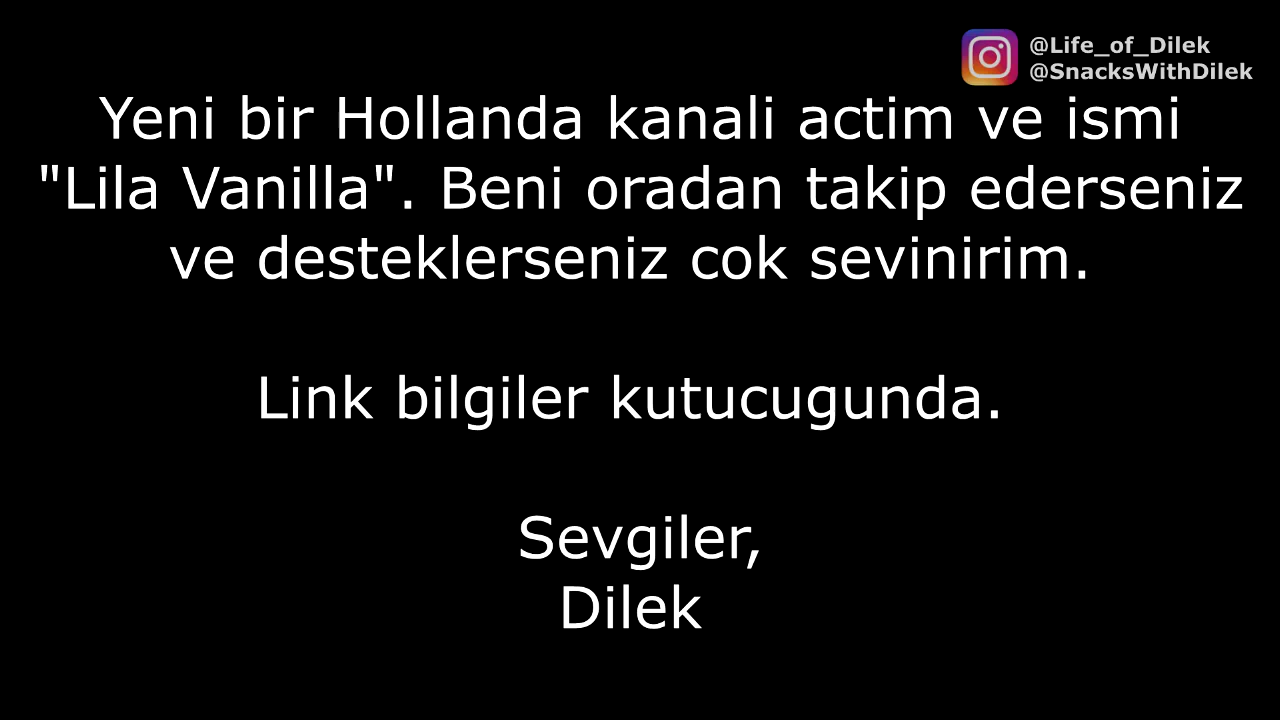 @Life_of_Dilek
@SnacksWithDilek
Yeni bir Hollanda kanali actim ve ismi
"Lila Vanilla". Beni oradan takip ederseniz
ve desteklerseniz cok sevinirim.
Link bilgiler kutucugunda.
Sevgiler,
Dilek